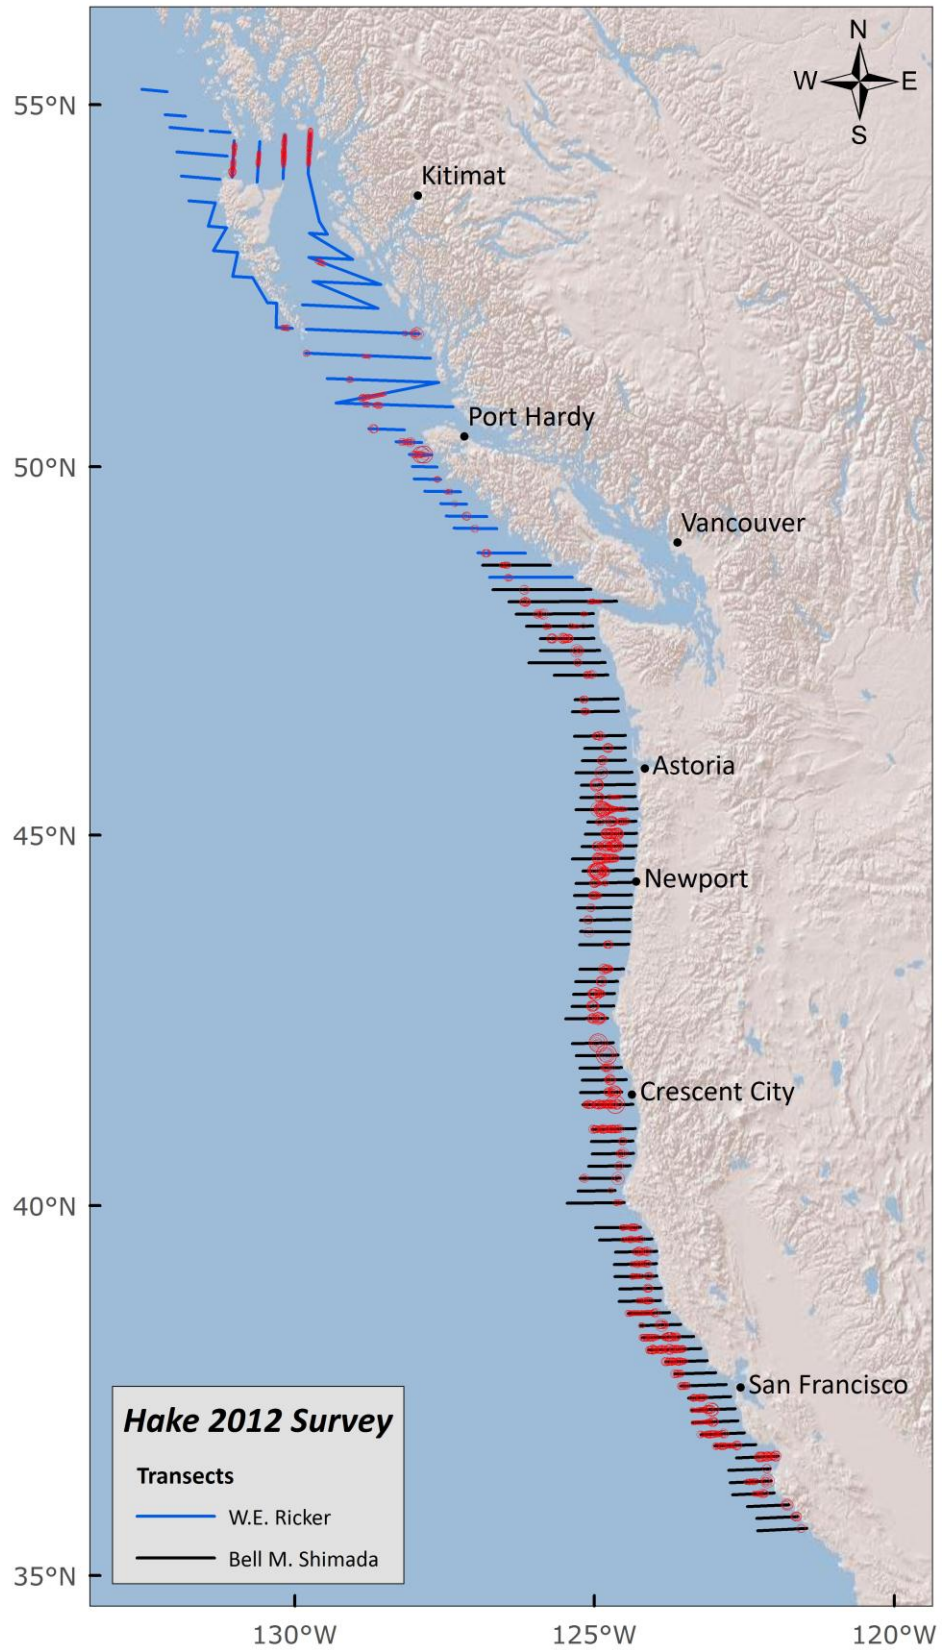 N
W E
S
55°N
Kitimat
Port Hardy
50°N
Vancouver
Astoria
45°N
Newport
Crescent City
40°N
San Francisco
Hake 2012 Survey
Transects
W.E. Ricker
Bell M. Shimada
35°N
130°W 125°W 120°W